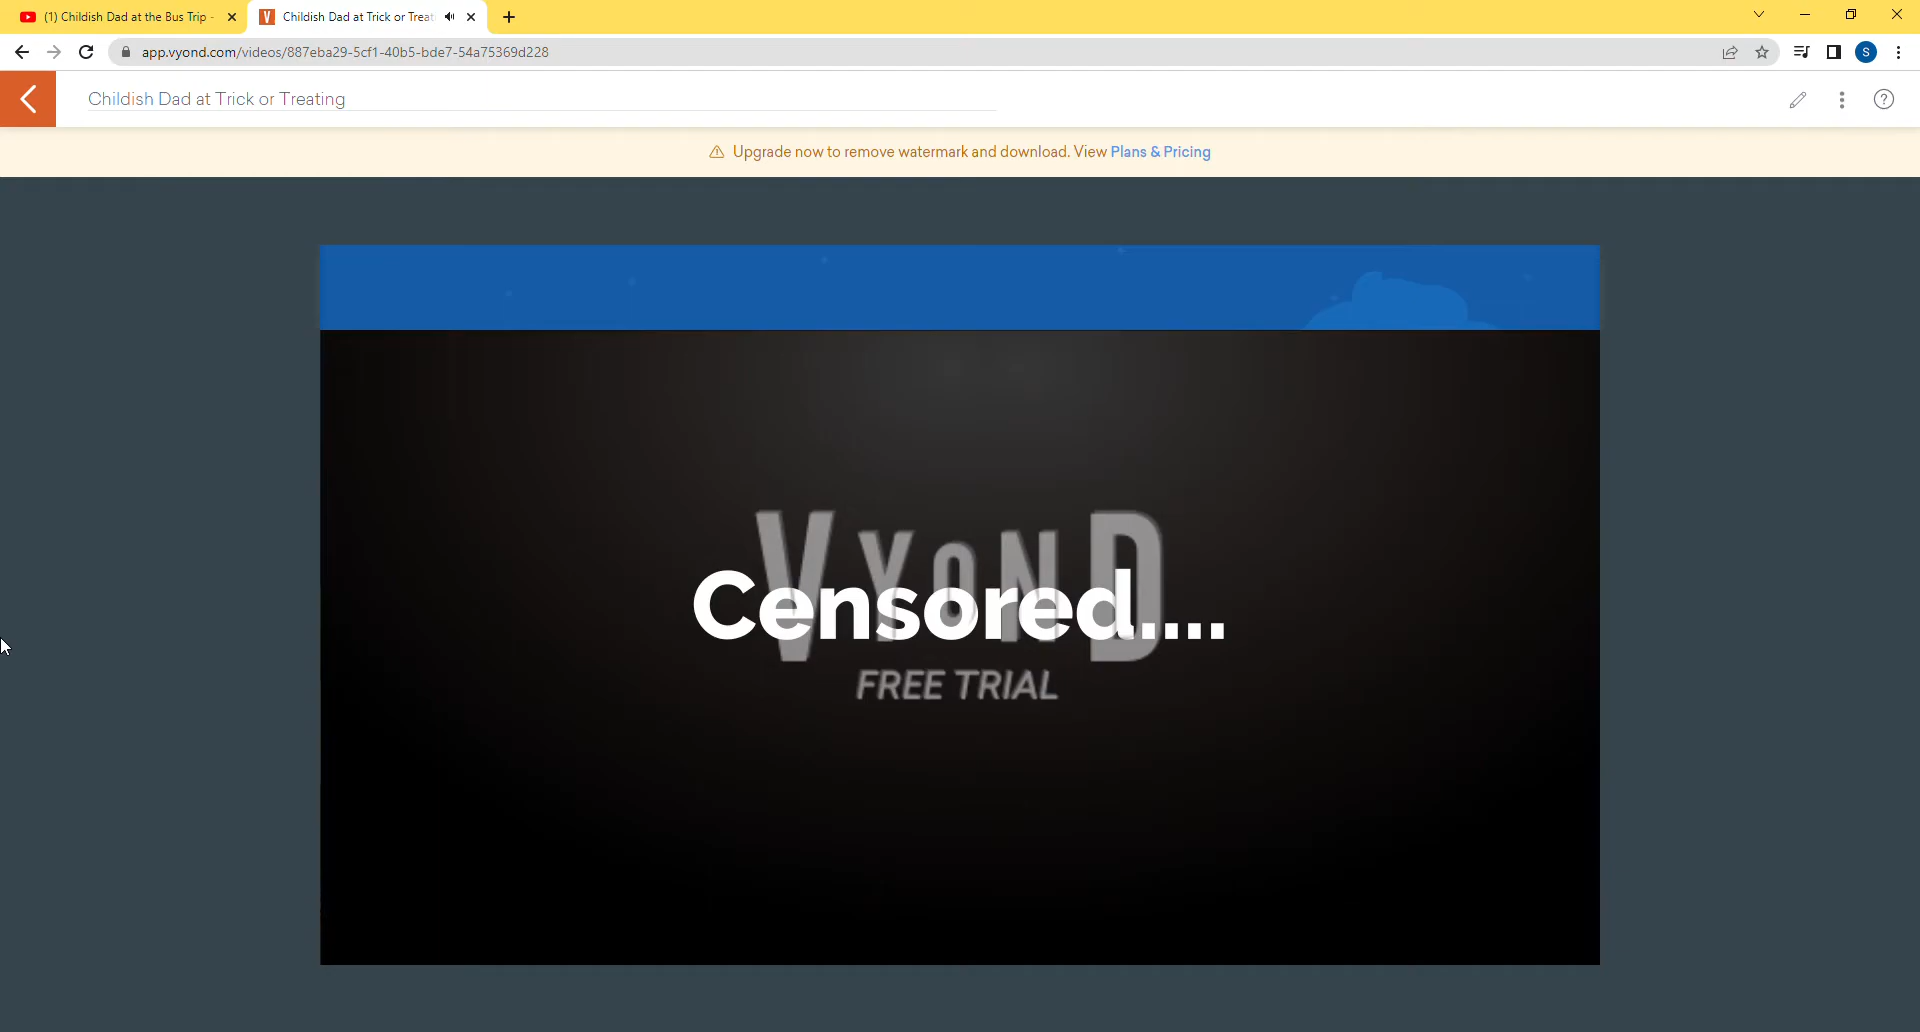 (1) Childish Dad at the Bus Trip -
Childish Dad at Trick or Treat
app.vyond.com/videos/887eba29-5cf1-40b5-bde7-54a75369d228
S
Childish Dad at Trick or Treating
Upgrade now to remove watermark and download. View Plans & Pricing
VYOND
Censored....
FREE TRIAL